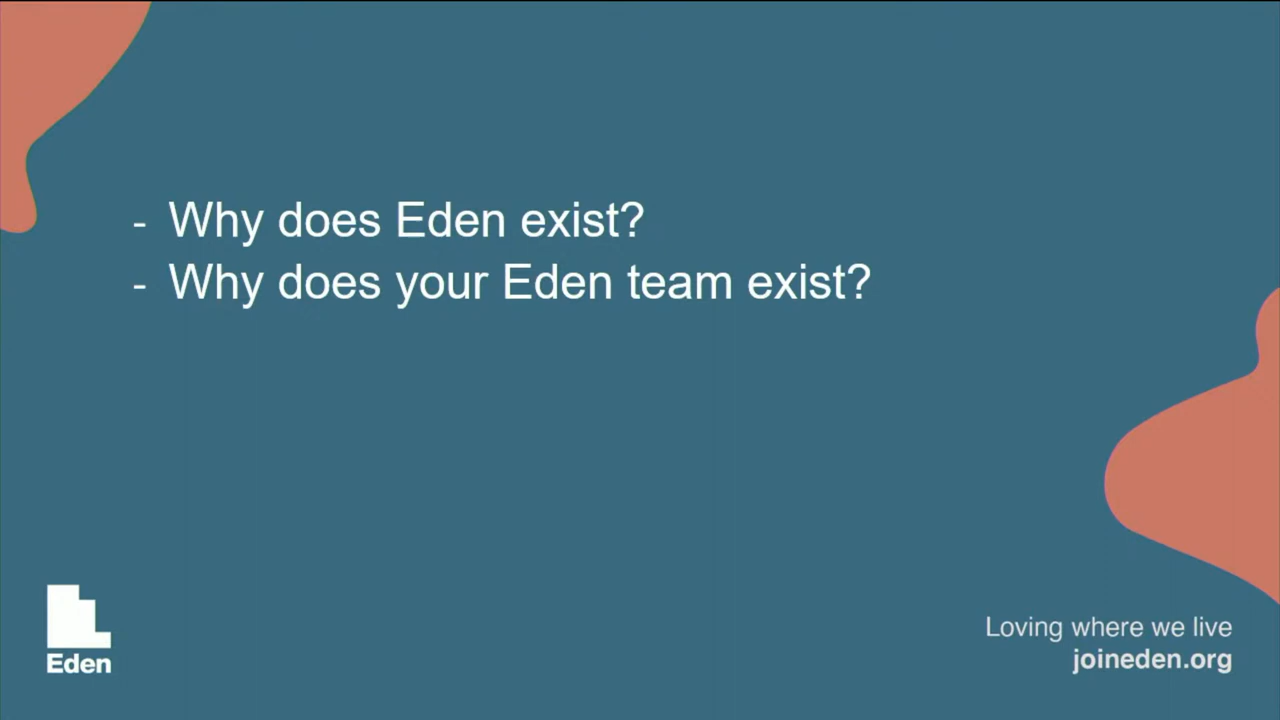 - Why does Eden exist?
- Why does your Eden team exist?
Eden
Loving where we live
joineden.org